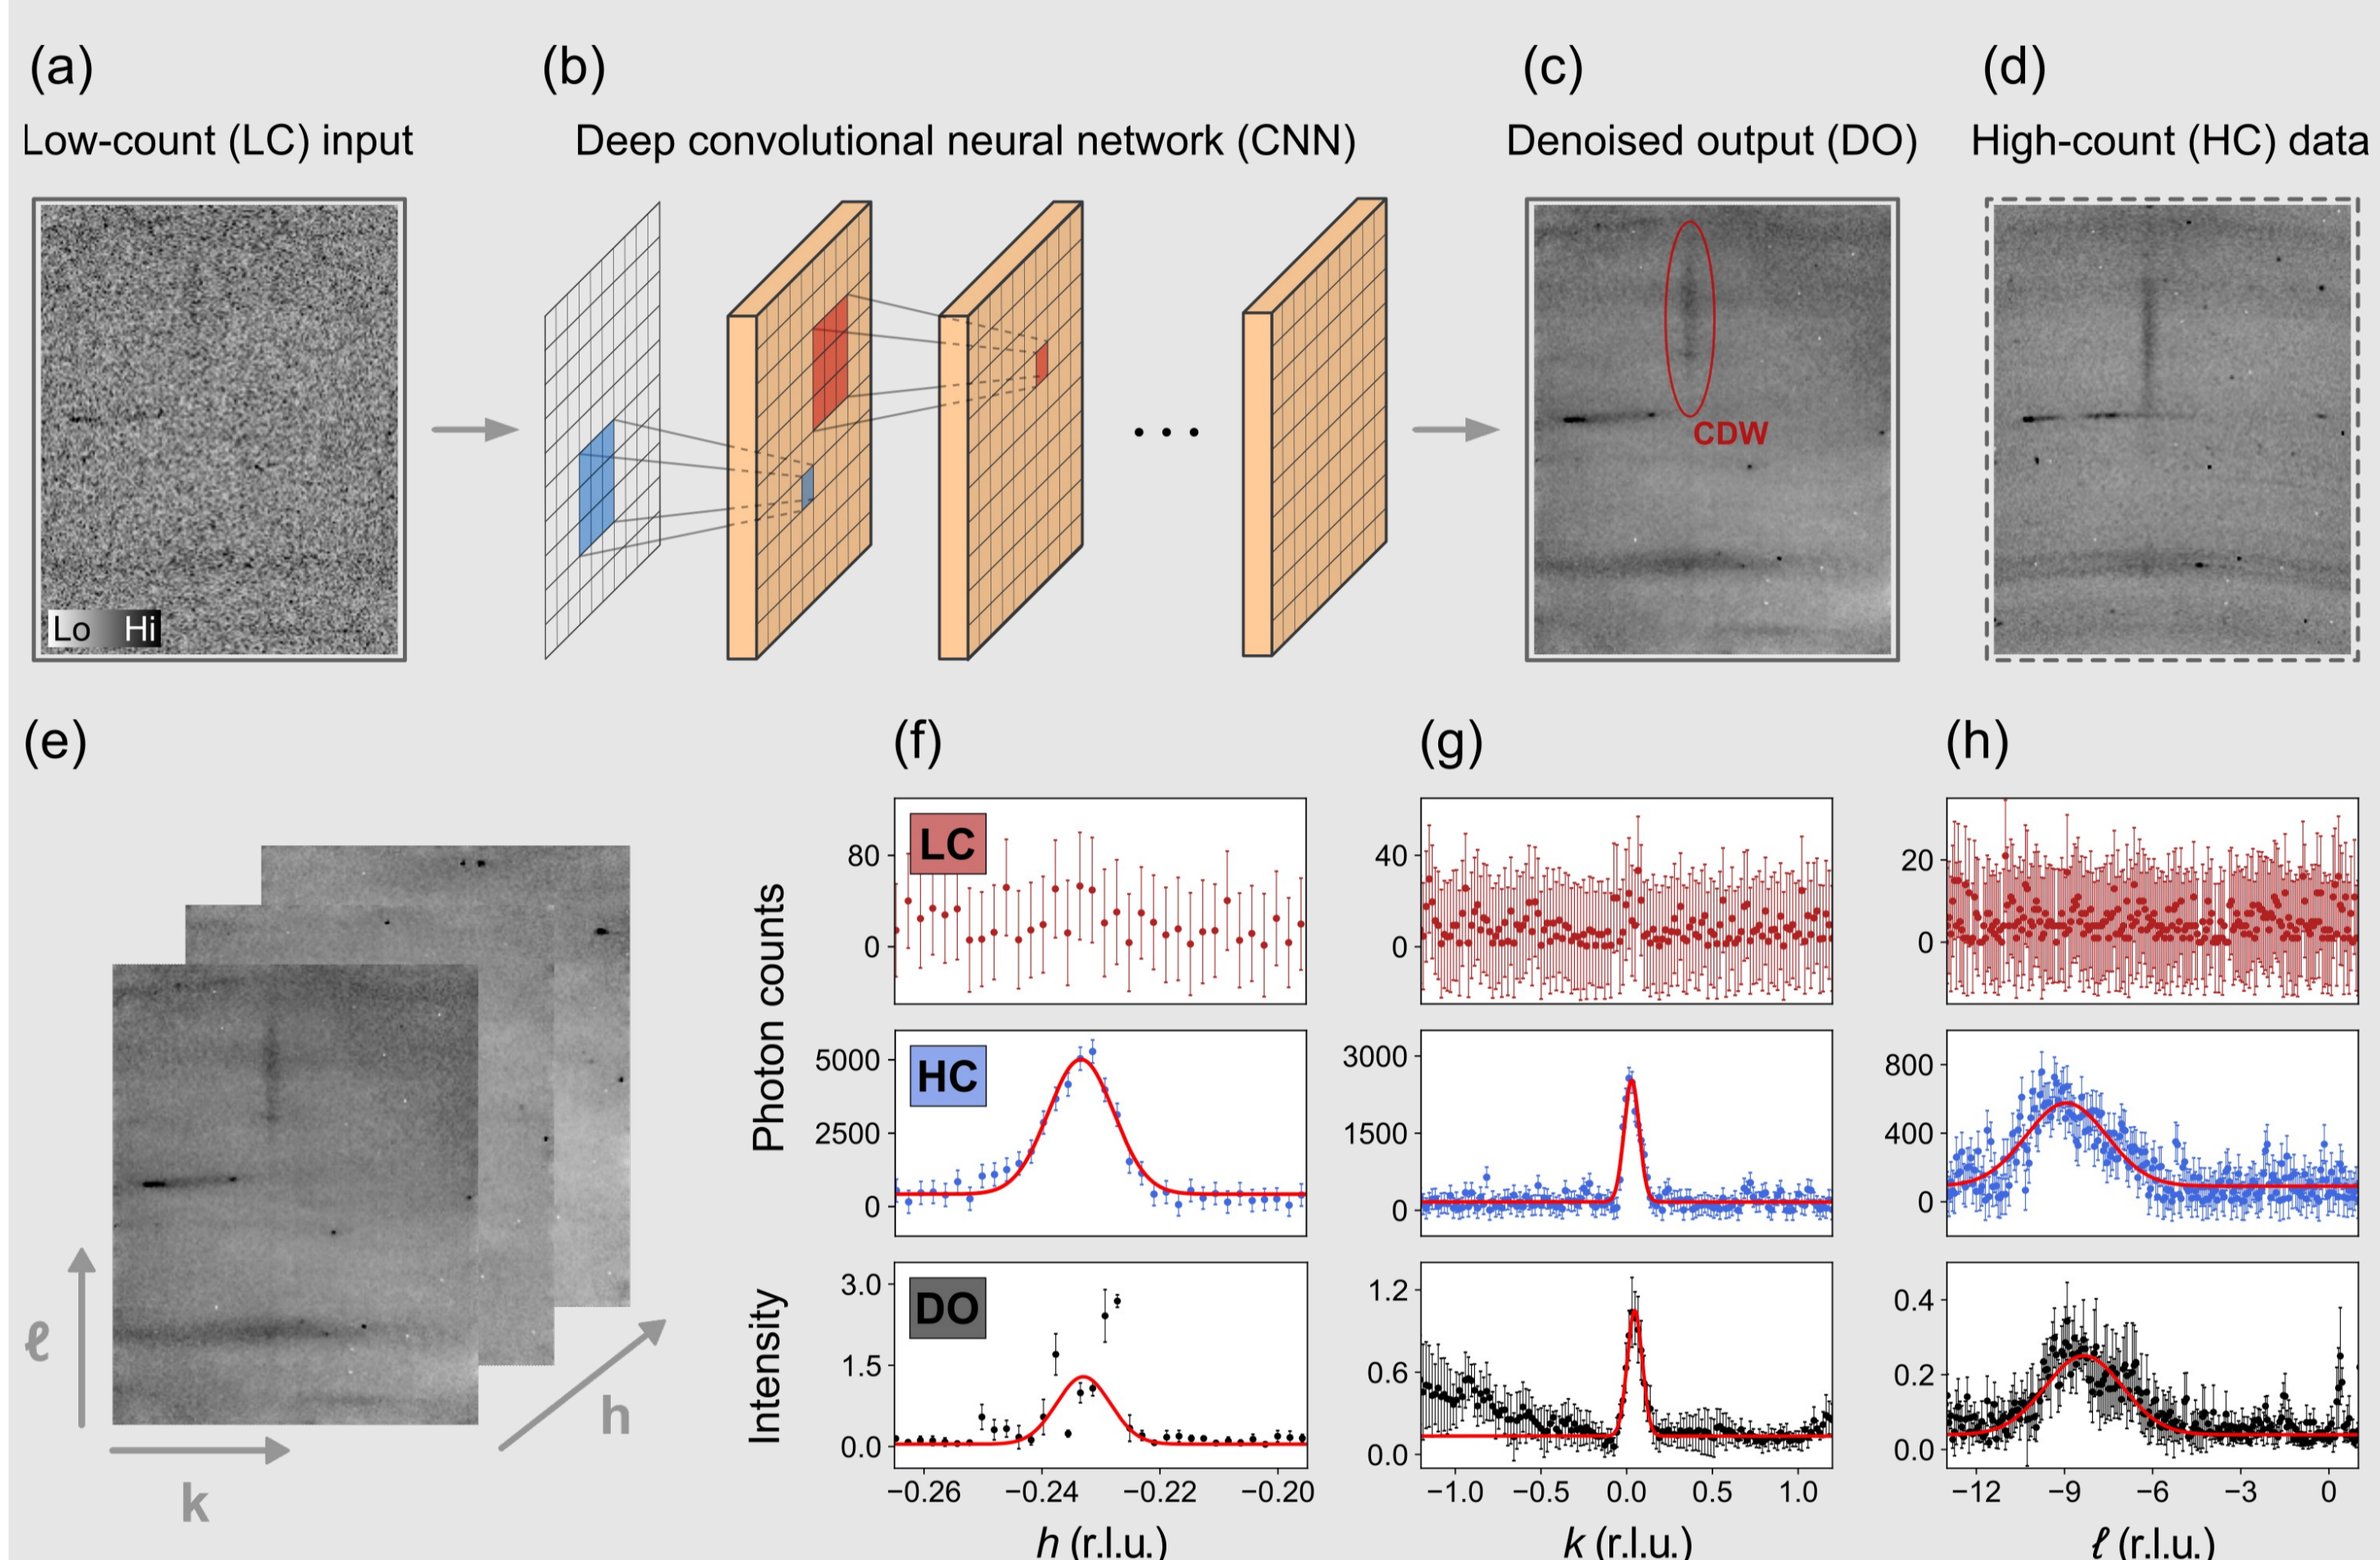 (a)
Low-count (LC) input
Lo Hi
(b)
Deep convolutional neural network (CNN)
(c)
Denoised output (DO)
CDW
(d)
High-count (HC) data
(e)
ℓ
k
h
(f)
(g)
(h)
Photon counts
LC
80
0
40
0
20
0
HC
5000
2500
0
3000
1500
0
800
400
0
Intensity
DO
3.0
1.5
0.0
1.2
0.6
0.0
0.4
0.2
0.0
−0.26 −0.24 −0.22 −0.20
h (r.l.u.)
−1.0 −0.5 0.0 0.5 1.0
k (r.l.u.)
−12 −9 −6 −3 0
ℓ (r.l.u.)